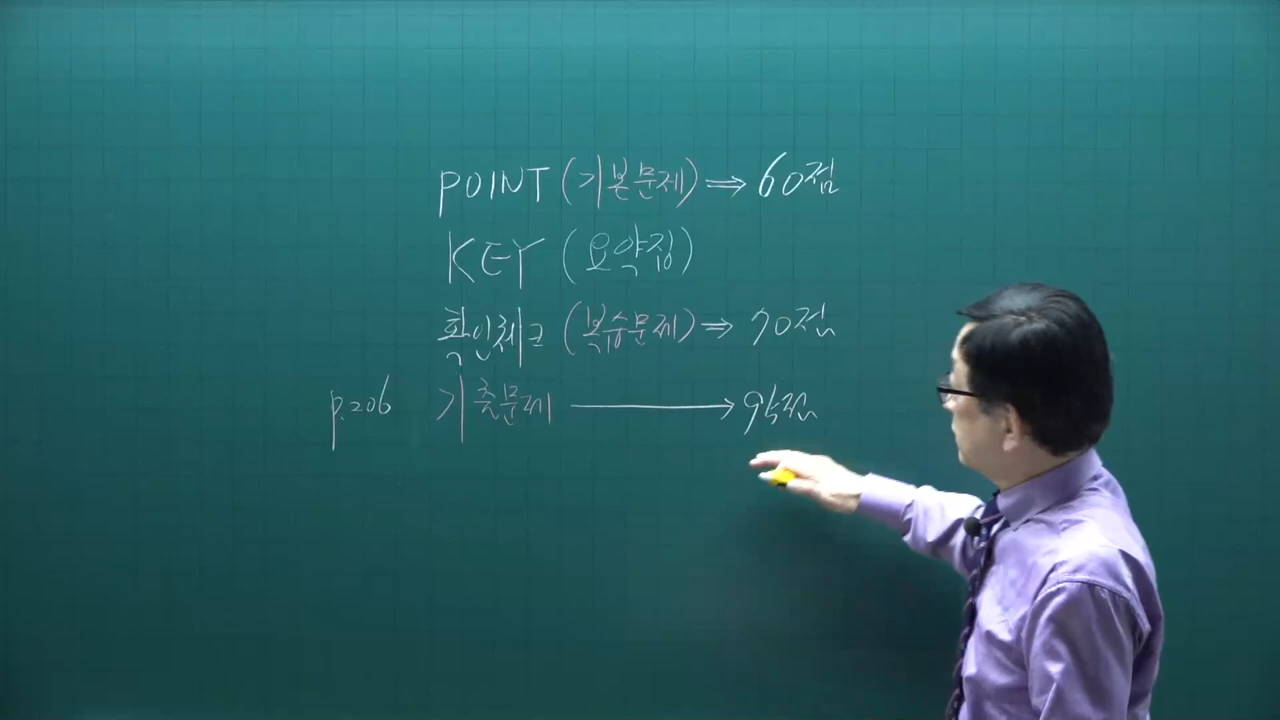 POINT (기본문제) ⇒ 60점
KEY (요약집)
확인체크 (복습문제) ⇒ 70점
p.206 기출문제 → 점